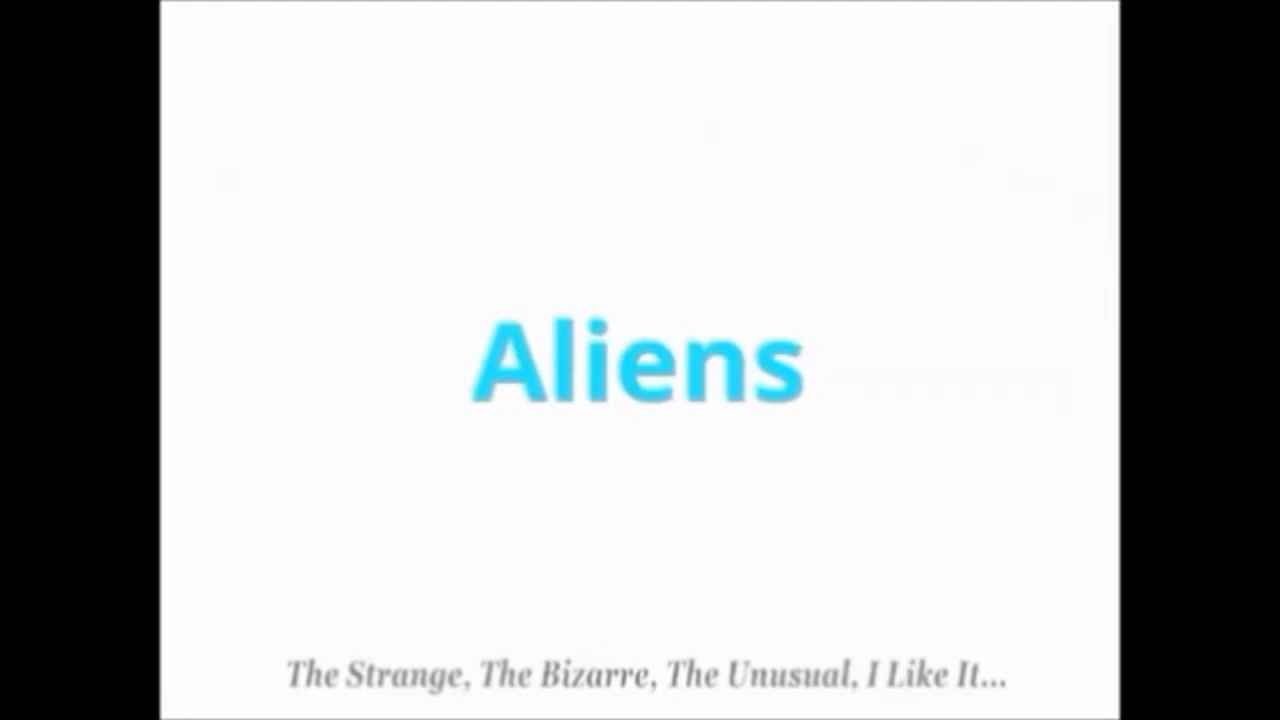 Aliens
The Strange, The Bizarre, The Unusual, I Like It...